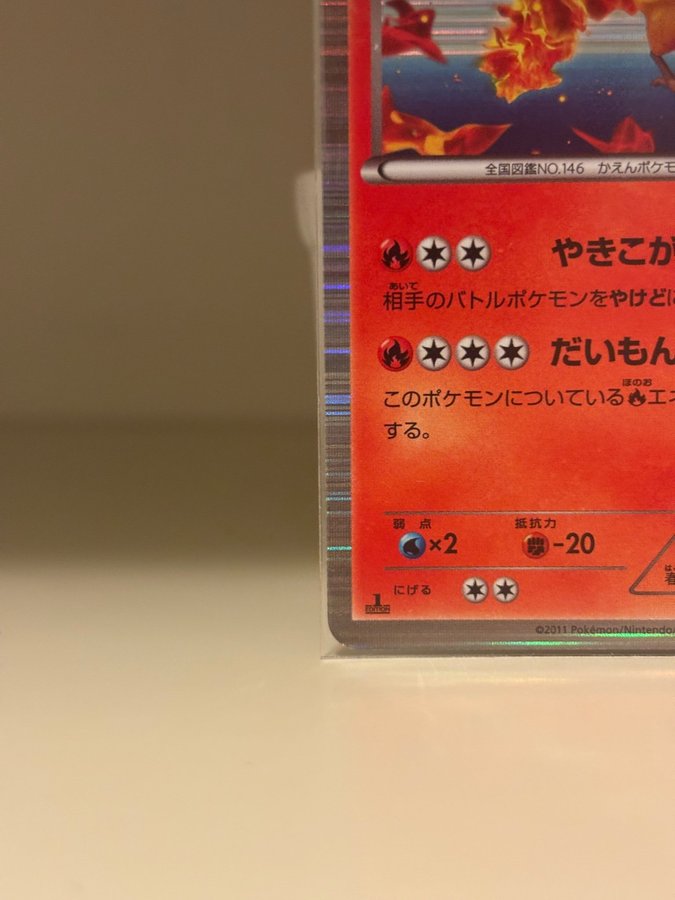 全国図鑑NO.146 かえんポケモ
やきこが
あいて
相手のバトルポケモンをやけどに
だいもん
ほのお
このポケモンについているエネ
する。
弱点 抵抗力
×2 -20
にげる
1 EDITION
©2011 Pokémon/Nintendo